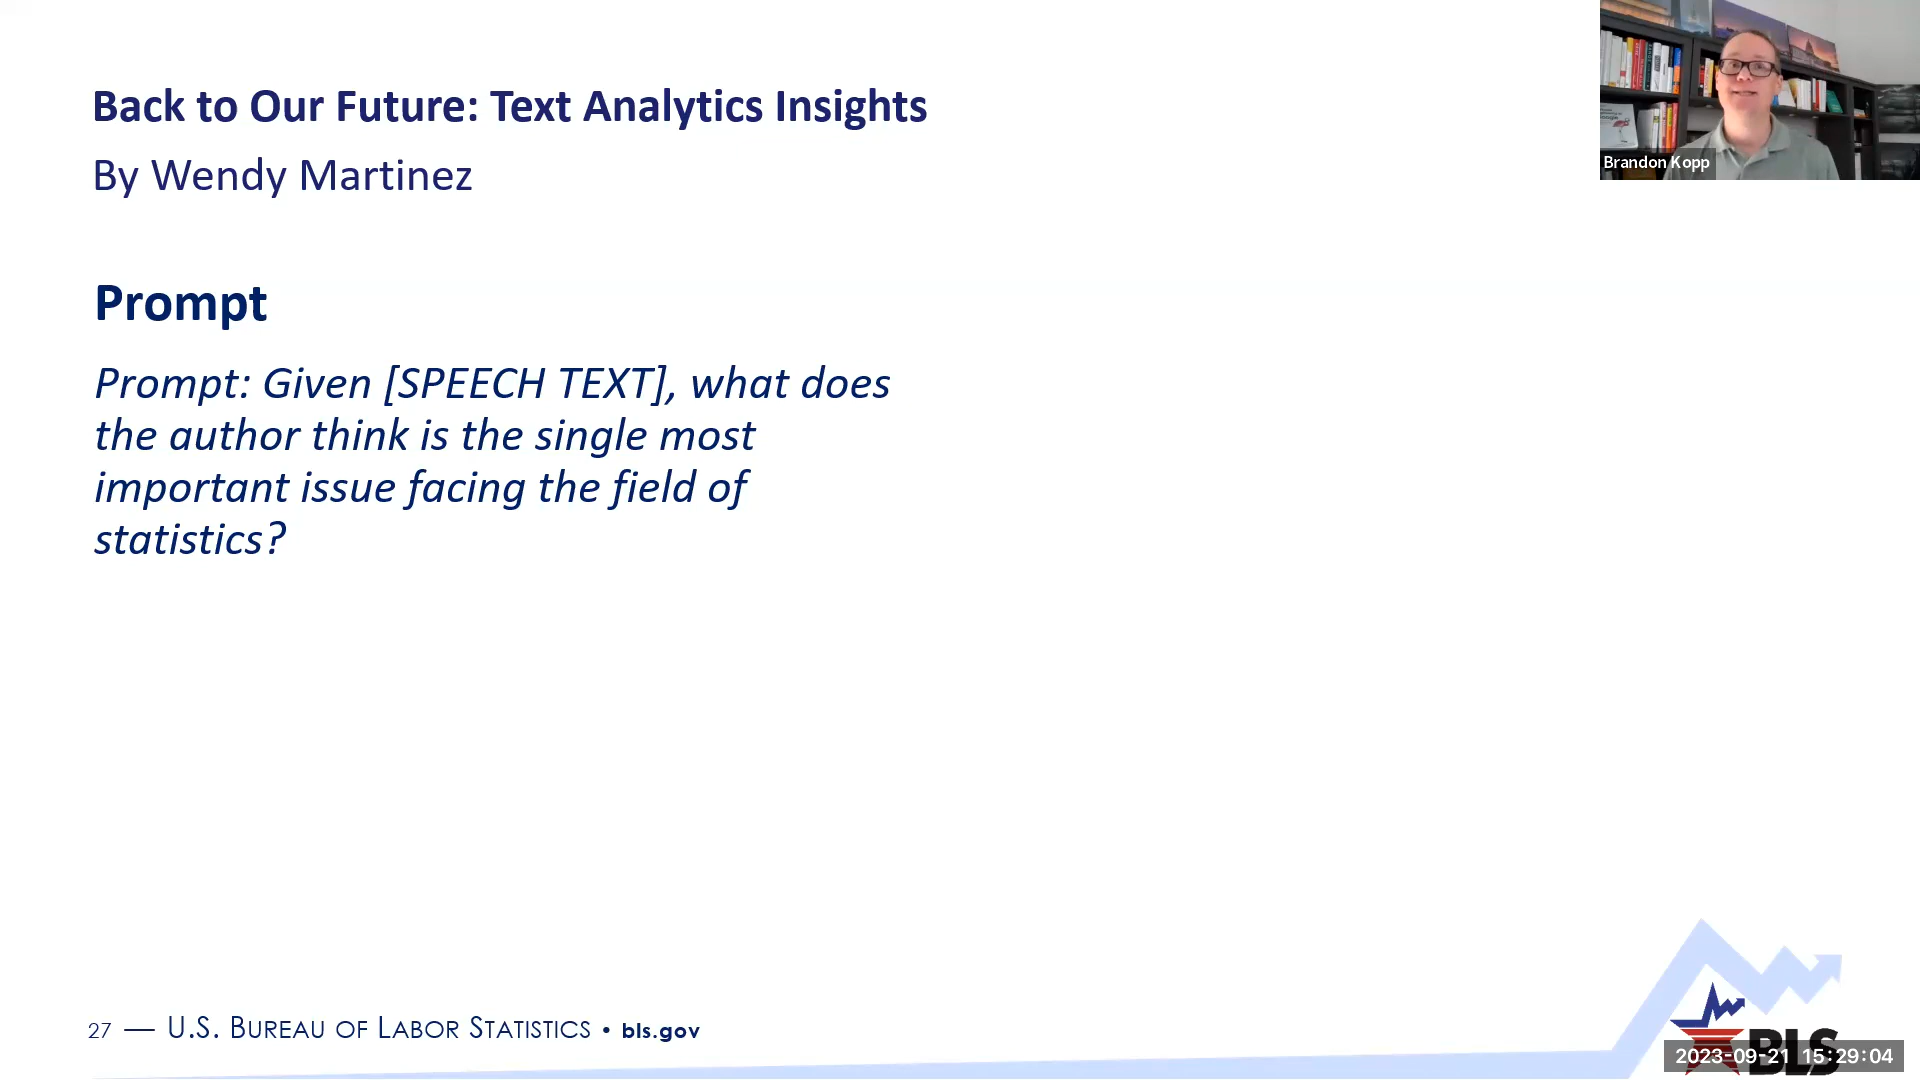 Back to Our Future: Text Analytics Insights
By Wendy Martinez
Brandon Kopp
Prompt
Prompt: Given [SPEECH TEXT], what does
the author think is the single most
important issue facing the field of
statistics?
27 — U.S. BUREAU OF LABOR STATISTICS • bls.gov
BLS
2023-09-21 15:29:04